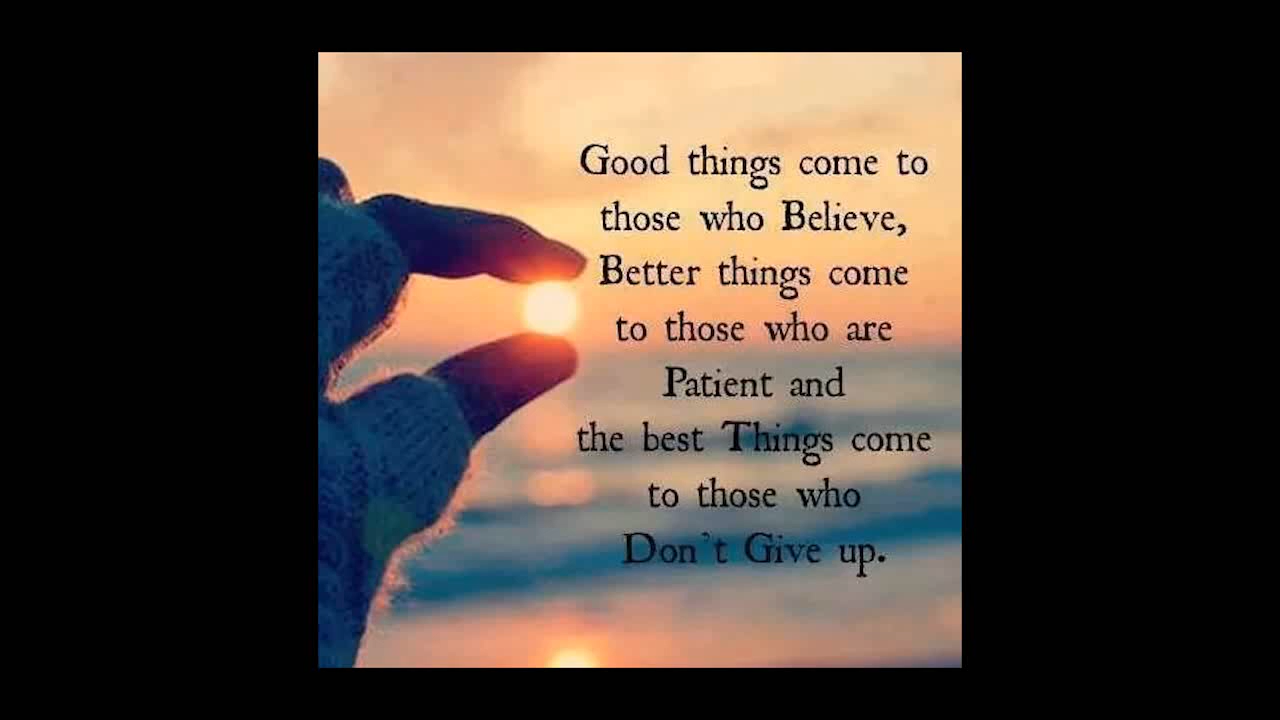 Good things come to
those who Believe,
Better things come
to those who are
Patient and
the best Things come
to those who
Don't Give up.